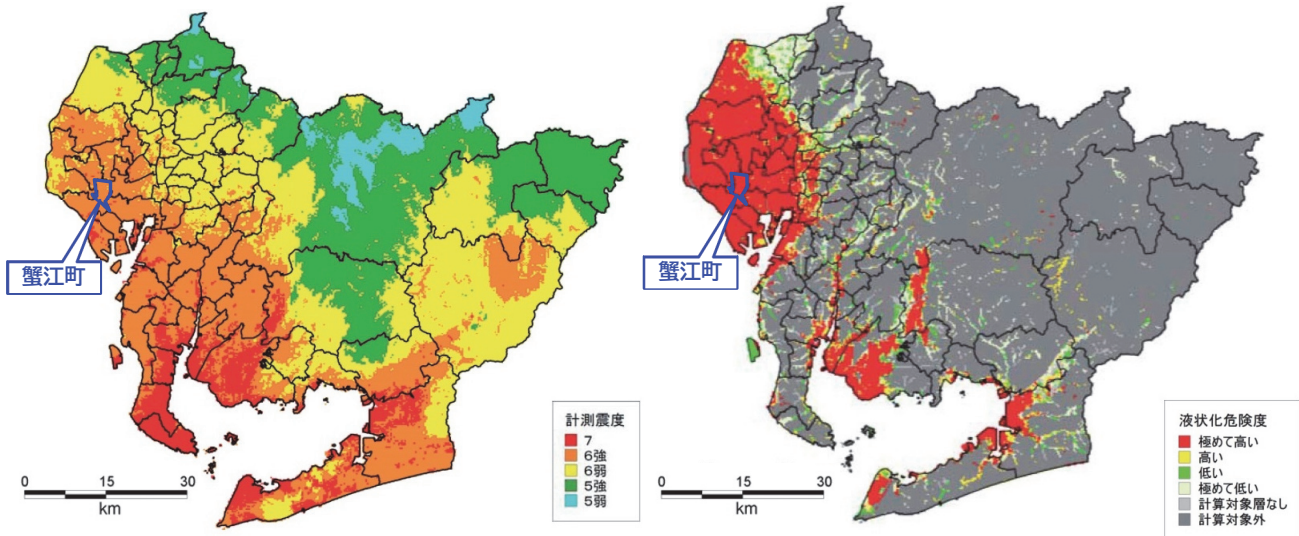 蟹江町
計測震度
7
6強
6弱
5強
5弱
0 15 30
km
蟹江町
液状化危険度
極めて高い
高い
低い
極めて低い
計算対象層なし
計算対象外
0 15 30
km